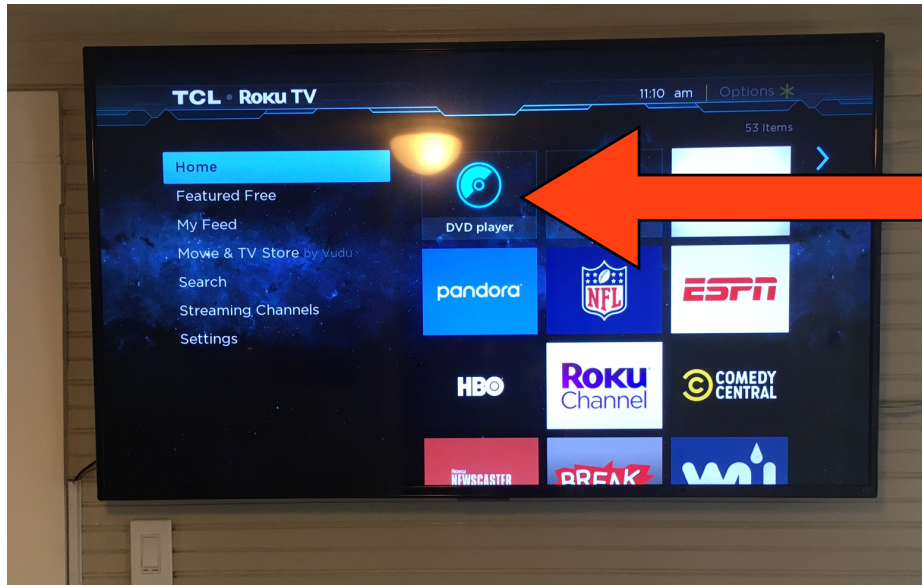 TCL • Roku TV
11:10 am | Options
53 Items
Home
Featured Free
My Feed
Movie & TV Store by Vudu
Search
Streaming Channels
Settings
DVD player
pandora
NFL
ESPN
HBO
Roku
Channel
COMEDY
CENTRAL
Roku
NEWSCASTER
BREAK